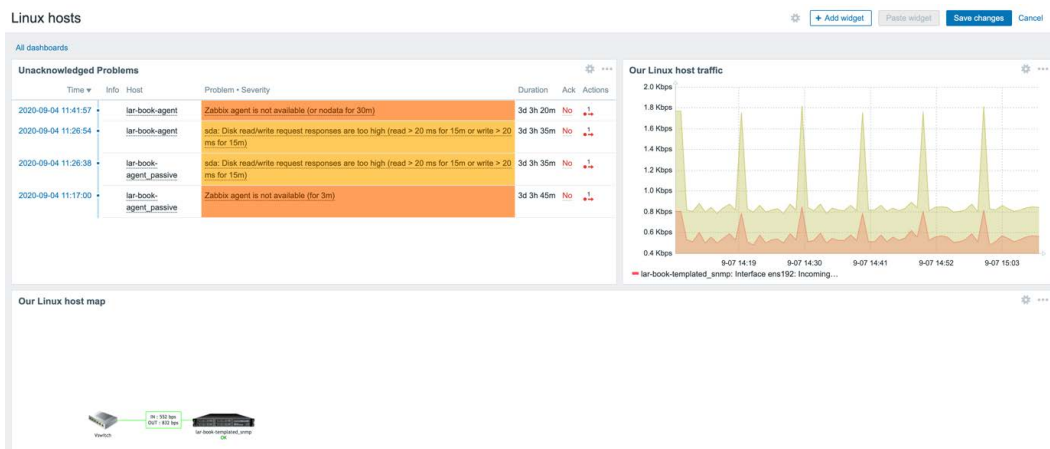 Linux hosts
+ Add widget
Paste widget
Save changes
Cancel
All dashboards
Unacknowledged Problems
Time ▼ Info Host Problem • Severity Duration Ack Actions
2020-09-04 11:41:57 lar-book-agent Zabbix agent is not available (or nodata for 30m) 3d 3h 20m No 1
2020-09-04 11:26:54 lar-book-agent sda: Disk read/write request responses are too high (read > 20 ms for 15m or write > 20 3d 3h 35m No 1
ms for 15m)
2020-09-04 11:26:38 lar-book- sda: Disk read/write request responses are too high (read > 20 ms for 15m or write > 20 3d 3h 35m No 1
agent_passive ms for 15m)
2020-09-04 11:17:00 lar-book- Zabbix agent is not available (for 3m) 3d 3h 45m No 1
agent_passive
Our Linux host traffic
2.0 Kbps
1.8 Kbps
1.6 Kbps
1.4 Kbps
1.2 Kbps
1.0 Kbps
0.8 Kbps
0.6 Kbps
0.4 Kbps
9-07 14:19 9-07 14:30 9-07 14:41 9-07 14:52 9-07 15:03
lar-book-templated_snmp: Interface ens192: Incoming...
Our Linux host map
IN : 552 bps
OUT : 832 bps
lar-book-templated_snmp
OK